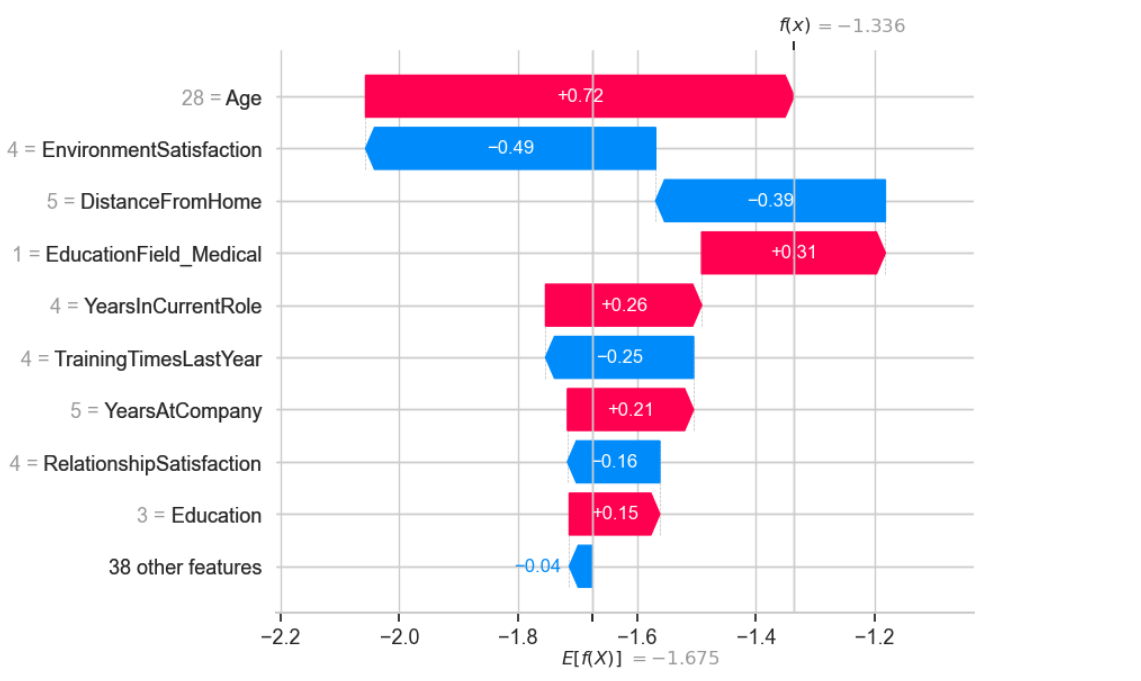 f(x) = −1.336
28 = Age
+0.72
4 = EnvironmentSatisfaction
−0.49
5 = DistanceFromHome
−0.39
1 = EducationField_Medical
+0.31
4 = YearsInCurrentRole
+0.26
4 = TrainingTimesLastYear
−0.25
5 = YearsAtCompany
+0.21
4 = RelationshipSatisfaction
−0.16
3 = Education
+0.15
38 other features
−0.04
−2.2 −2.0 −1.8 −1.6 −1.4 −1.2
E[f(X)] = −1.675